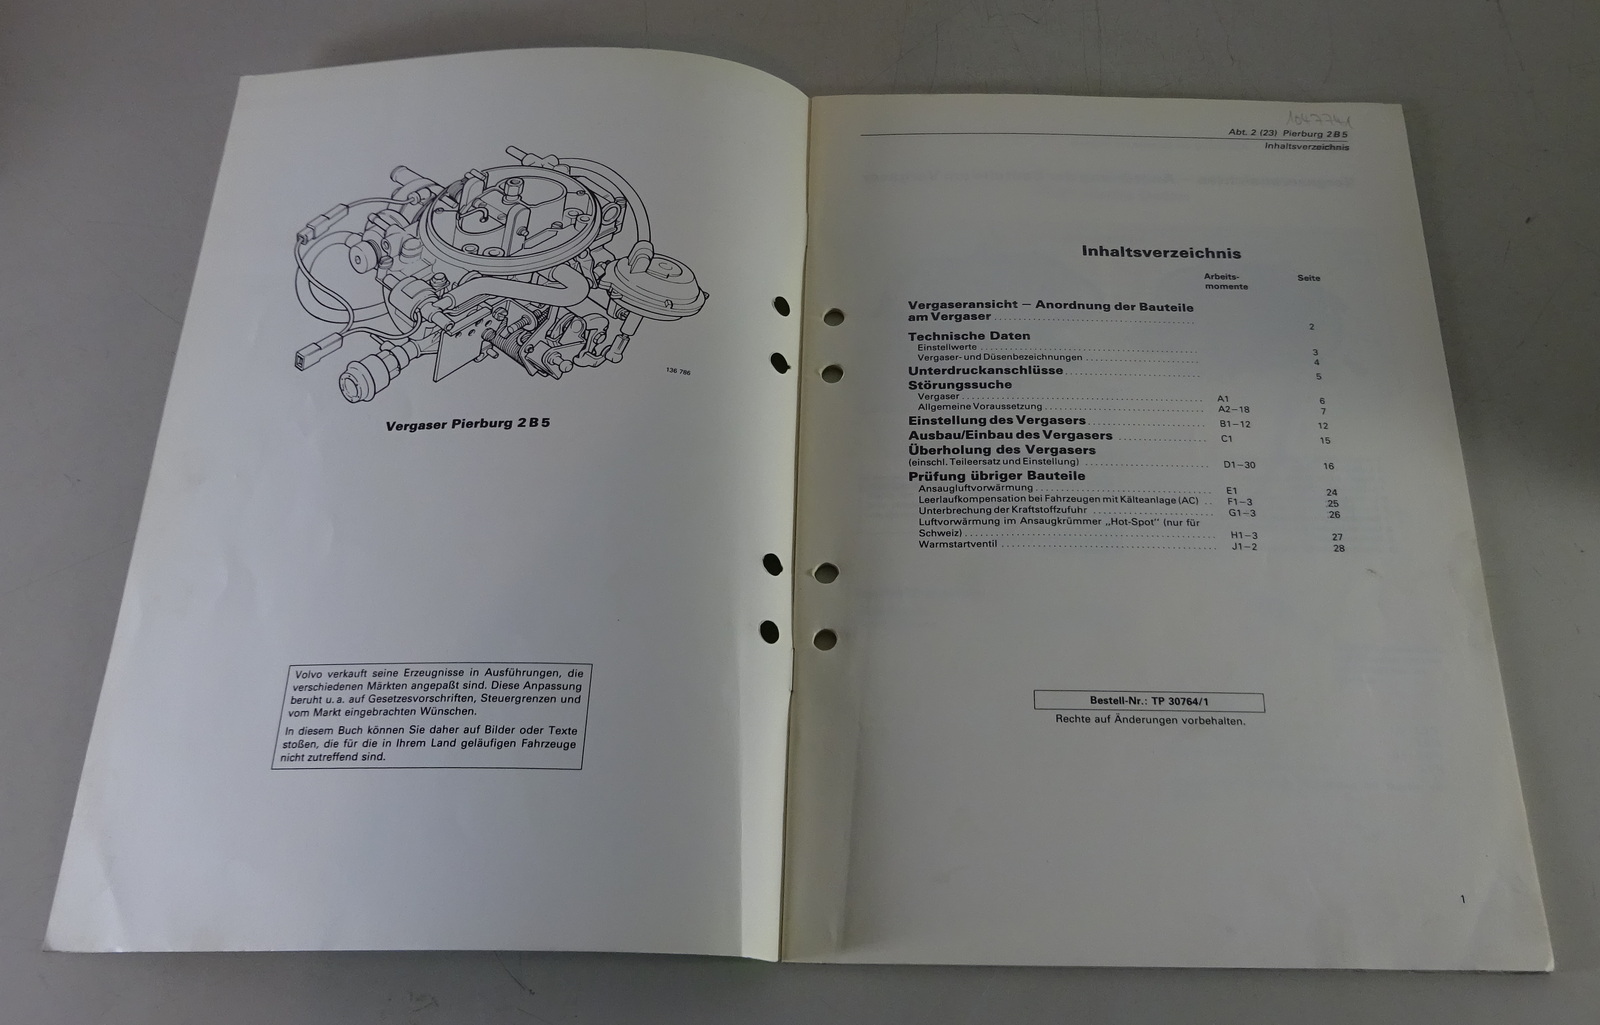 136 786
Vergaser Pierburg 2 B 5
Volvo verkauft seine Erzeugnisse in Ausführungen, die
verschiedenen Märkten angepaßt sind. Diese Anpassung
beruht u. a. auf Gesetzesvorschriften, Steuergrenzen und
vom Markt eingebrachten Wünschen.
In diesem Buch können Sie daher auf Bilder oder Texte
stoßen, die für die in Ihrem Land geläufigen Fahrzeuge
nicht zutreffend sind.
Abt. 2 (23) Pierburg 2 B 5
Inhaltsverzeichnis
Inhaltsverzeichnis
Arbeits- Seite
momente
Vergaseransicht – Anordnung der Bauteile
am Vergaser 2
Technische Daten
Einstellwerte 3
Vergaser- und Düsenbezeichnungen 4
Unterdruckanschlüsse 5
Störungssuche
Vergaser A1 6
Allgemeine Voraussetzung A2–18 7
Einstellung des Vergasers B1–12 12
Ausbau/Einbau des Vergasers C1 15
Überholung des Vergasers
(einschl. Teileersatz und Einstellung) D1–30 16
Prüfung übriger Bauteile
Ansaugluftvorwärmung E1 24
Leerlaufkompensation bei Fahrzeugen mit Kälteanlage (AC) F1–3 25
Unterbrechung der Kraftstoffzufuhr G1–3 26
Luftvorwärmung im Ansaugkrümmer „Hot-Spot" (nur für
Schweiz) H1–3 27
Warmstartventil J1–2 28
Bestell-Nr.: TP 30764/1
Rechte auf Änderungen vorbehalten.
1